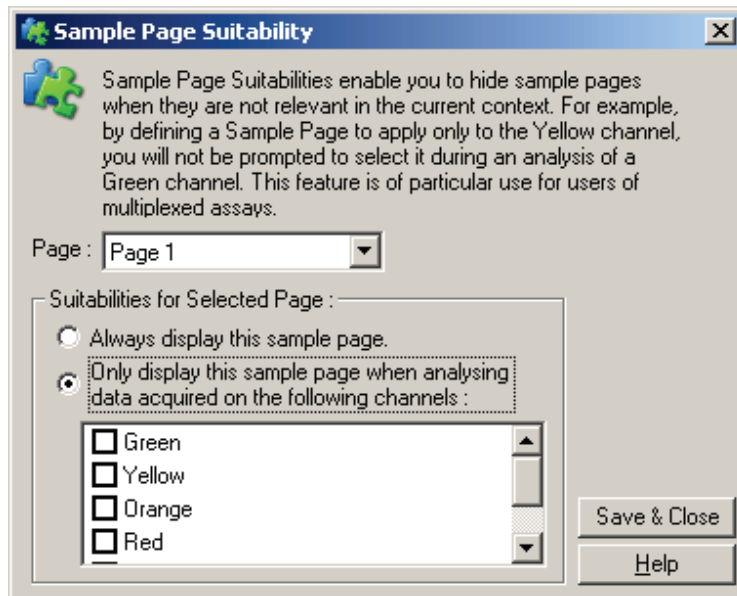 Sample Page Suitability
Sample Page Suitabilities enable you to hide sample pages
when they are not relevant in the current context. For example,
by defining a Sample Page to apply only to the Yellow channel,
you will not be prompted to select it during an analysis of a
Green channel. This feature is of particular use for users of
multiplexed assays.
Page : Page 1
Suitabilities for Selected Page :
Always display this sample page.
Only display this sample page when analysing
data acquired on the following channels :
Green
Yellow
Orange
Red
Save & Close
Help